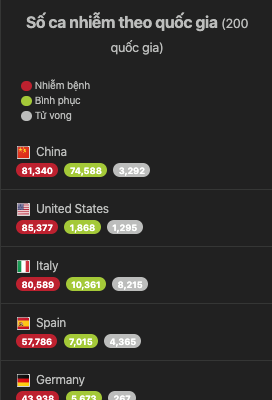 Số ca nhiễm theo quốc gia (200
quốc gia)
Nhiễm bệnh
Bình phục
Tử vong
China
81,340 74,588 3,292
United States
85,377 1,868 1,295
Italy
80,589 10,361 8,215
Spain
57,786 7,015 4,365
Germany
43,938 5,673 267